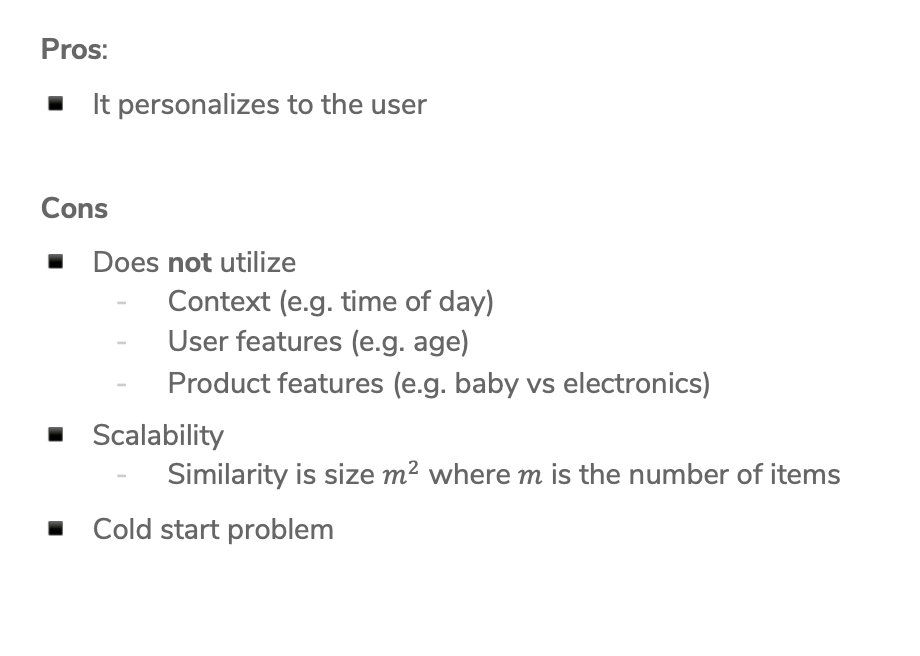 Pros:
▪ It personalizes to the user
Cons
▪ Does not utilize
- Context (e.g. time of day)
- User features (e.g. age)
- Product features (e.g. baby vs electronics)
▪ Scalability
- Similarity is size m² where m is the number of items
▪ Cold start problem